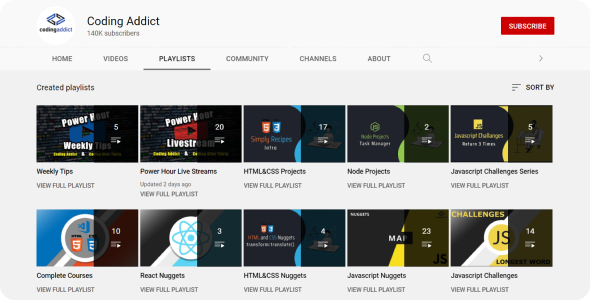 codingaddict
Coding Addict
140K subscribers
SUBSCRIBE
HOME VIDEOS PLAYLISTS COMMUNITY CHANNELS ABOUT
Created playlists
SORT BY
Power Hour
Weekly Tips
Coding Addict &
5
Power Hour
Livestream
Coding Addict &
20
Simply Recipes
Intro
17
Node Projects
Task Manager
2
Javascript Challenges
Return 3 Times
5
Weekly Tips
Power Hour Live Streams
HTML&CSS Projects
Node Projects
Javascript Challenges Series
Updated 2 days ago
VIEW FULL PLAYLIST
VIEW FULL PLAYLIST
VIEW FULL PLAYLIST
VIEW FULL PLAYLIST
VIEW FULL PLAYLIST
10
3
HTML and CSS Nuggets
transform:translate()
4
NUGGETS
MAP
JS
23
CHALLENGES
JS
LONGEST WORD
14
Complete Courses
React Nuggets
HTML&CSS Nuggets
Javascript Nuggets
Javascript Challenges
VIEW FULL PLAYLIST
VIEW FULL PLAYLIST
VIEW FULL PLAYLIST
VIEW FULL PLAYLIST
VIEW FULL PLAYLIST